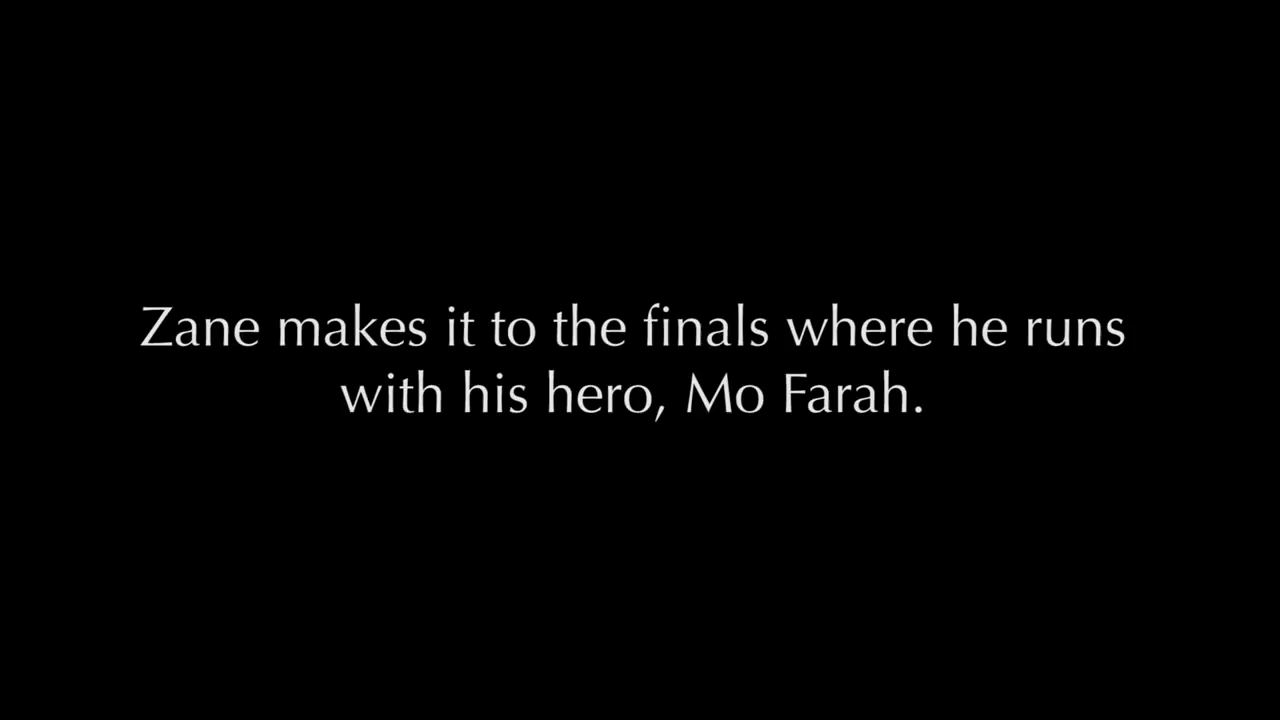 Zane makes it to the finals where he runs
with his hero, Mo Farah.